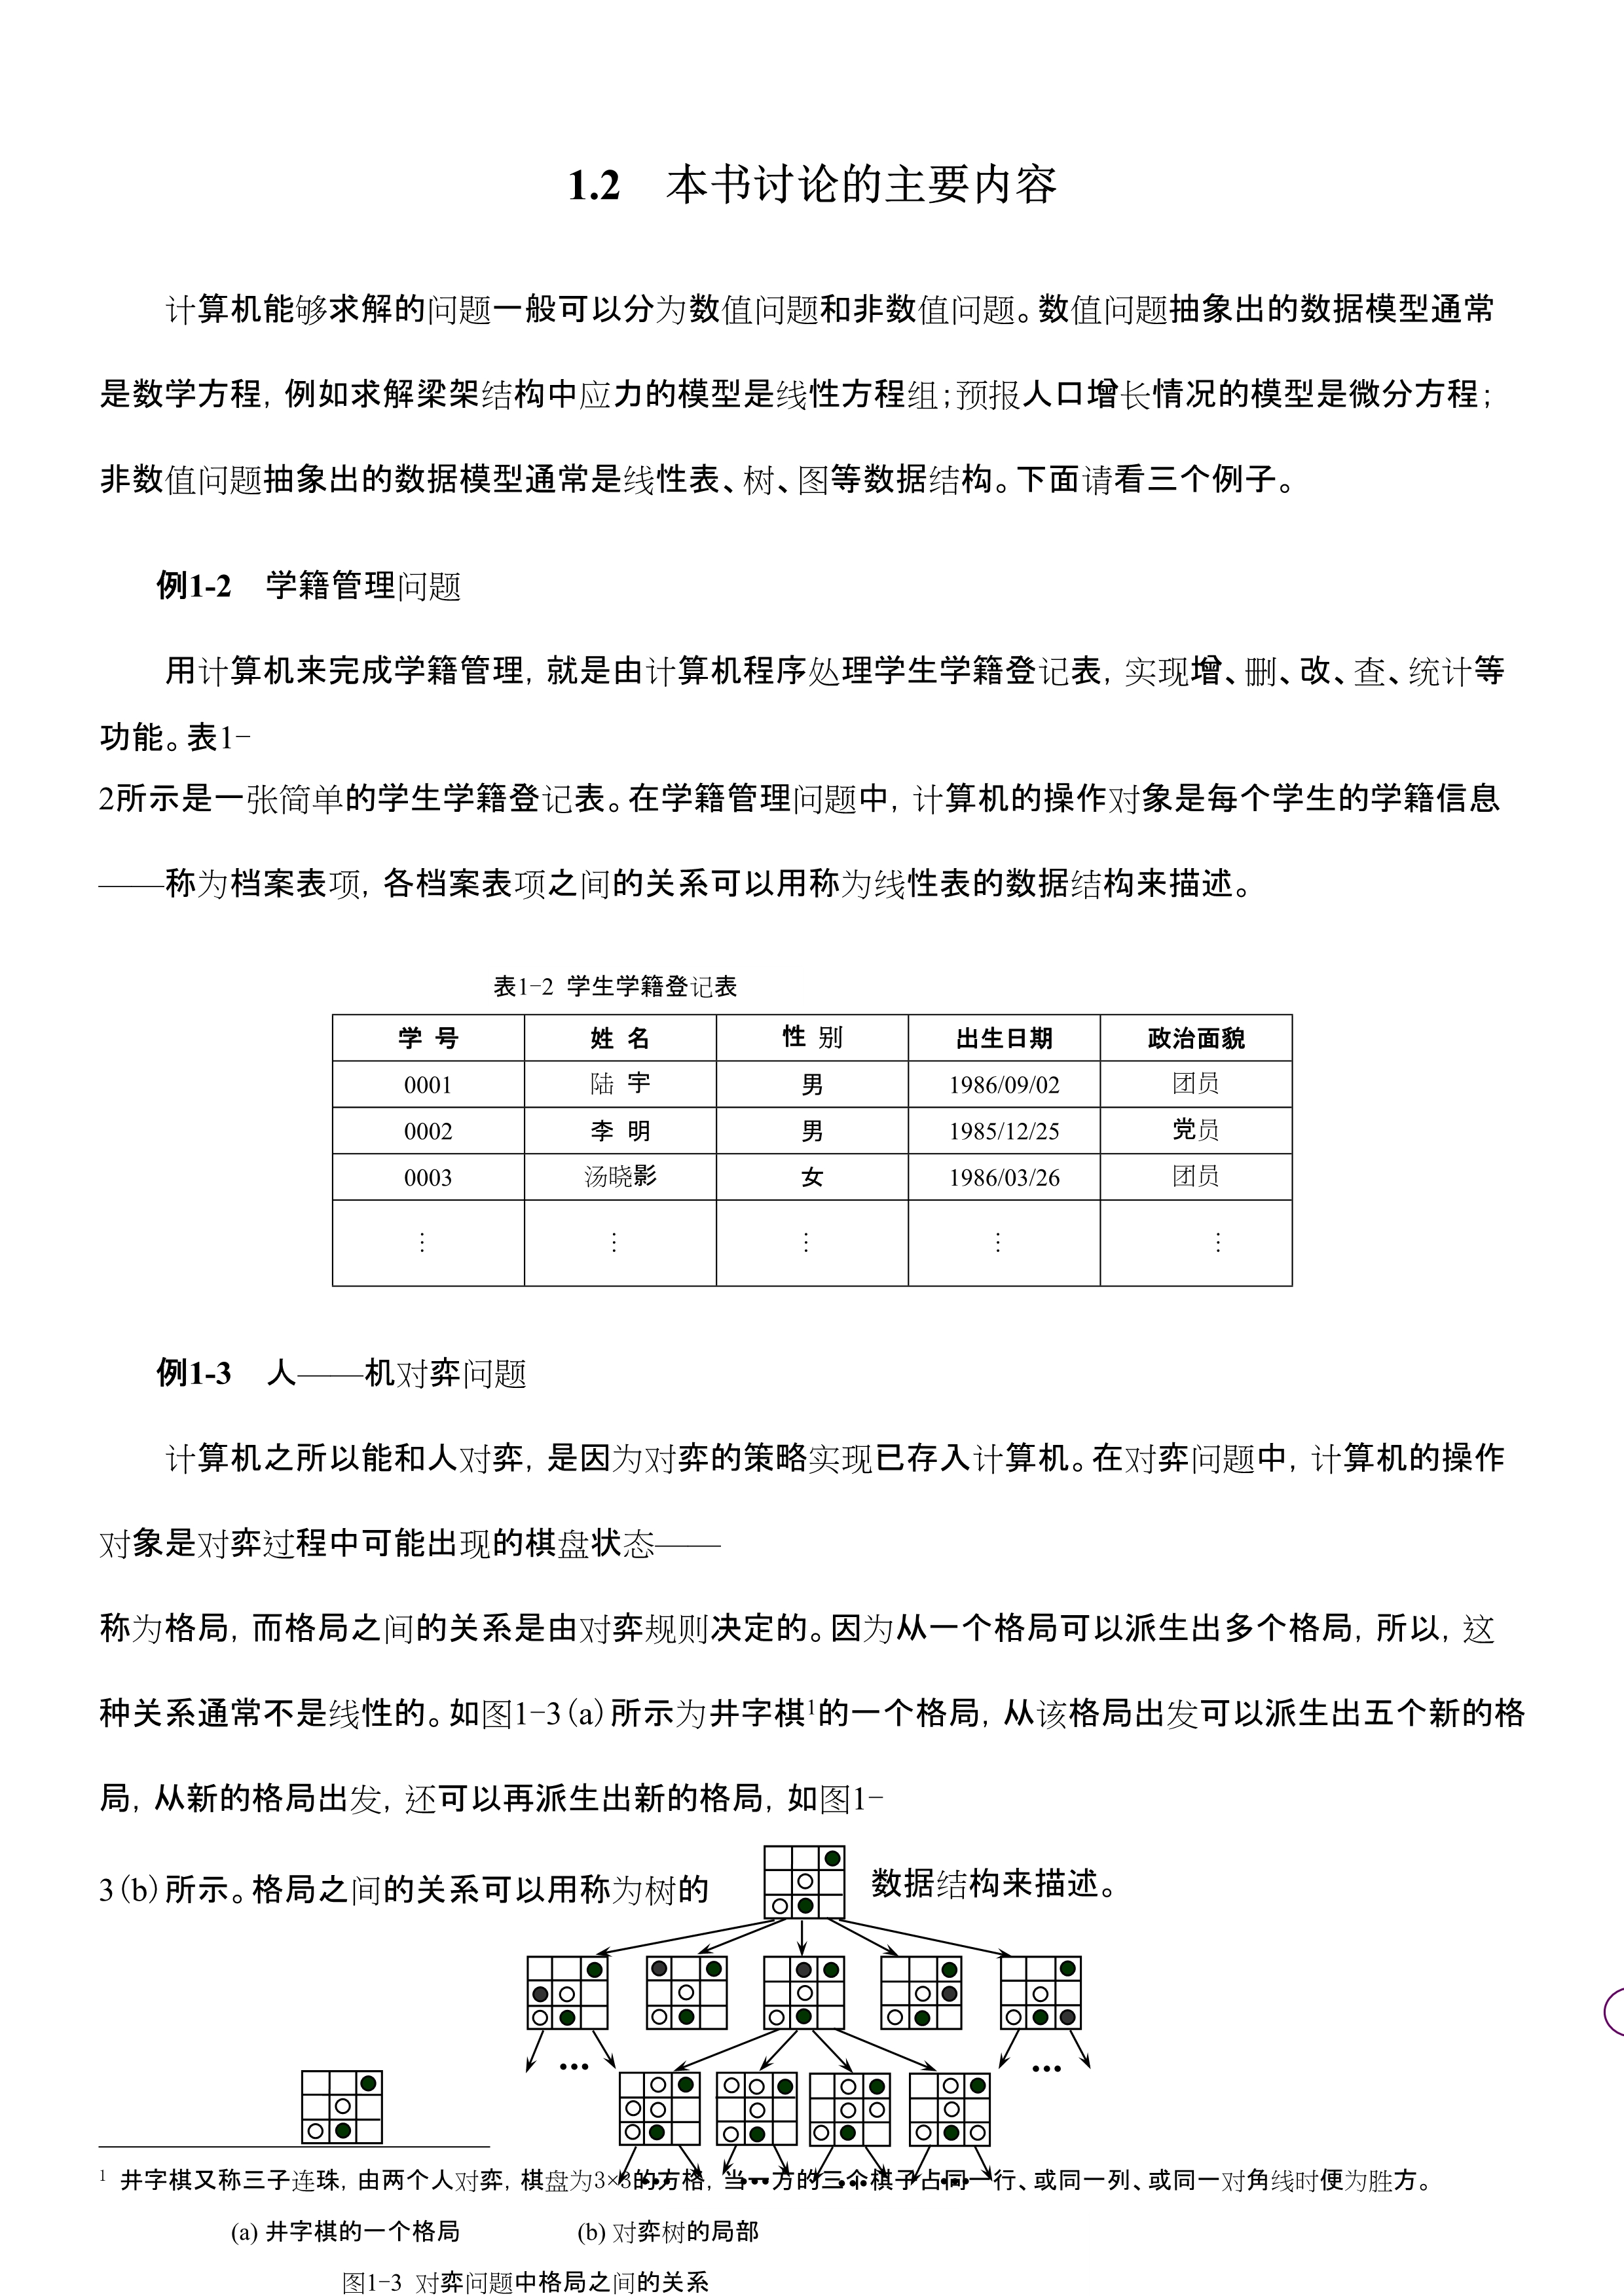 1.2 本书讨论的主要内容
计算机能够求解的问题一般可以分为数值问题和非数值问题。数值问题抽象出的数据模型通常
是数学方程，例如求解梁架结构中应力的模型是线性方程组；预报人口增长情况的模型是微分方程；
非数值问题抽象出的数据模型通常是线性表、树、图等数据结构。下面请看三个例子。
例1-2 学籍管理问题
用计算机来完成学籍管理，就是由计算机程序处理学生学籍登记表，实现增、删、改、查、统计等
功能。表1-
2所示是一张简单的学生学籍登记表。在学籍管理问题中，计算机的操作对象是每个学生的学籍信息
——称为档案表项，各档案表项之间的关系可以用称为线性表的数据结构来描述。
表1-2 学生学籍登记表
学 号 姓 名 性 别 出生日期 政治面貌
0001 陆 宇 男 1986/09/02 团员
0002 李 明 男 1985/12/25 党员
0003 汤晓影 女 1986/03/26 团员
⋮ ⋮ ⋮ ⋮ ⋮
例1-3 人——机对弈问题
计算机之所以能和人对弈，是因为对弈的策略实现已存入计算机。在对弈问题中，计算机的操作
对象是对弈过程中可能出现的棋盘状态——
称为格局，而格局之间的关系是由对弈规则决定的。因为从一个格局可以派生出多个格局，所以，这
种关系通常不是线性的。如图1-3(a)所示为井字棋1的一个格局，从该格局出发可以派生出五个新的格
局，从新的格局出发，还可以再派生出新的格局，如图1-
3(b)所示。格局之间的关系可以用称为树的 数据结构来描述。
1 井字棋又称三子连珠，由两个人对弈，棋盘为3×3的方格，当一方的三个棋子占同一行、或同一列、或同一对角线时便为胜方。
(a) 井字棋的一个格局 (b) 对弈树的局部
图1-3 对弈问题中格局之间的关系